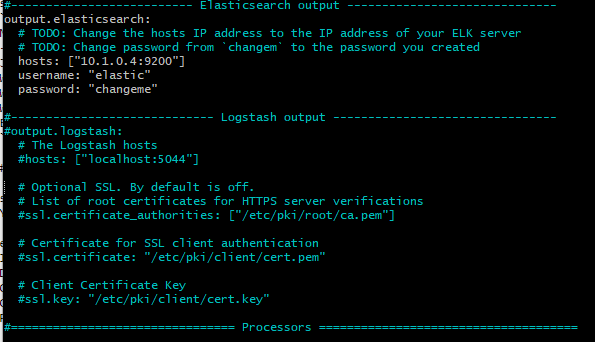 #-------------------------- Elasticsearch output ------------------------------
output.elasticsearch:
  # TODO: Change the hosts IP address to the IP address of your ELK server
  # TODO: Change password from `changem` to the password you created
  hosts: ["10.1.0.4:9200"]
  username: "elastic"
  password: "changeme"

#----------------------------- Logstash output --------------------------------
#output.logstash:
  # The Logstash hosts
  #hosts: ["localhost:5044"]

  # Optional SSL. By default is off.
  # List of root certificates for HTTPS server verifications
  #ssl.certificate_authorities: ["/etc/pki/root/ca.pem"]

  # Certificate for SSL client authentication
  #ssl.certificate: "/etc/pki/client/cert.pem"

  # Client Certificate Key
  #ssl.key: "/etc/pki/client/cert.key"

#================================ Processors =====================================